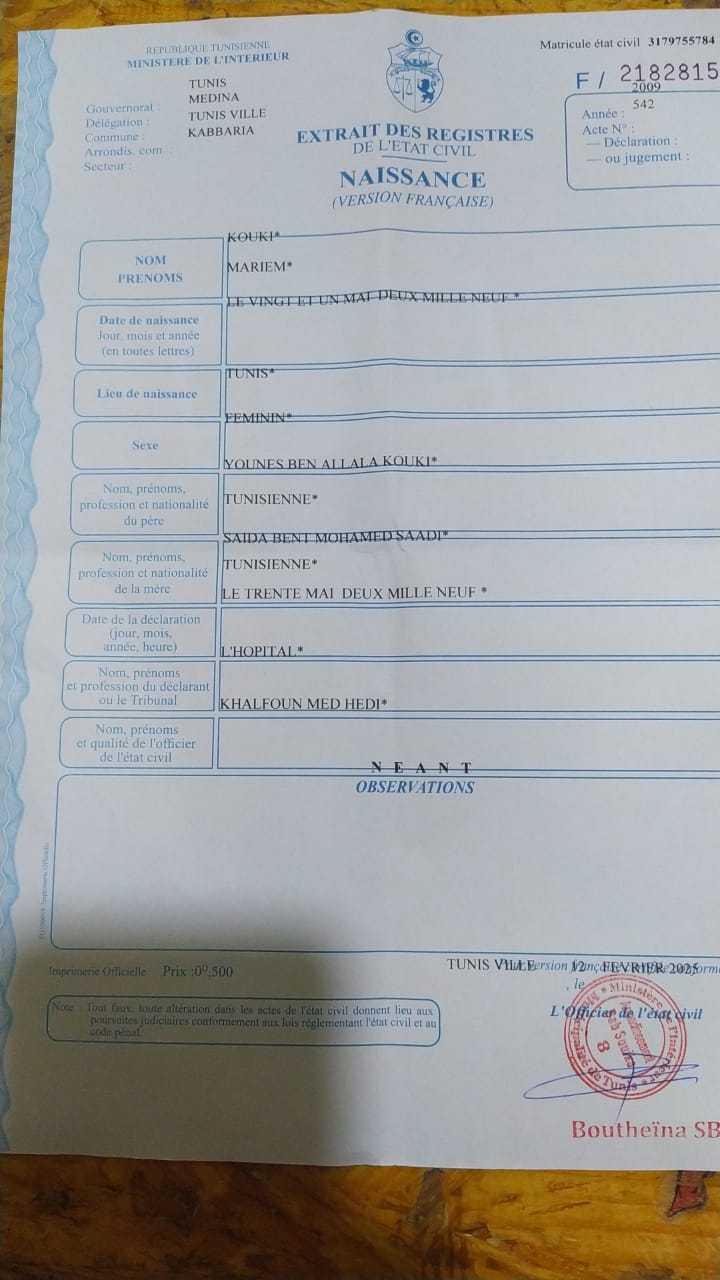 REPUBLIQUE TUNISIENNE
MINISTERE DE L'INTERIEUR
Matricule état civil 3179755784
F / 2182815
Gouvernorat : TUNIS
Délégation : MEDINA
Commune : TUNIS VILLE
Arrondis. com. : KABBARIA
Secteur :
EXTRAIT DES REGISTRES
DE L'ETAT CIVIL
NAISSANCE
(VERSION FRANÇAISE)
2009
Année :
542
Acte N° :
— Déclaration :
— ou jugement :
NOM
PRENOMS
KOUKI*
MARIEM*
Date de naissance
Jour, mois et année
(en toutes lettres)
LE VINGT ET UN MAI DEUX MILLE NEUF *
Lieu de naissance
TUNIS*
Sexe
FEMININ*
Nom, prénoms,
profession et nationalité
du père
YOUNES BEN ALLALA KOUKI*
TUNISIENNE*
Nom, prénoms,
profession et nationalité
de la mère
SAIDA BENT MOHAMED SAADI*
TUNISIENNE*
Date de la déclaration
(jour, mois,
année, heure)
LE TRENTE MAI DEUX MILLE NEUF *
Nom, prénoms
et profession du déclarant
ou le Tribunal
L'HOPITAL*
Nom, prénoms
et qualité de l'officier
de l'état civil
KHALFOUN MED HEDI*
N E A N T
OBSERVATIONS
Imprimerie Officielle Prix :0ᴰ,500
TUNIS VILLE 12 FEVRIER 2025
, le
Note : Tout faux, toute altération dans les actes de l'état civil donnent lieu aux
poursuites judiciaires conformement aux lois réglementant l'état civil et au
code pénal.
L'Officier de l'état civil
Ministère de l'Intérieur
8
Boutheïna SB